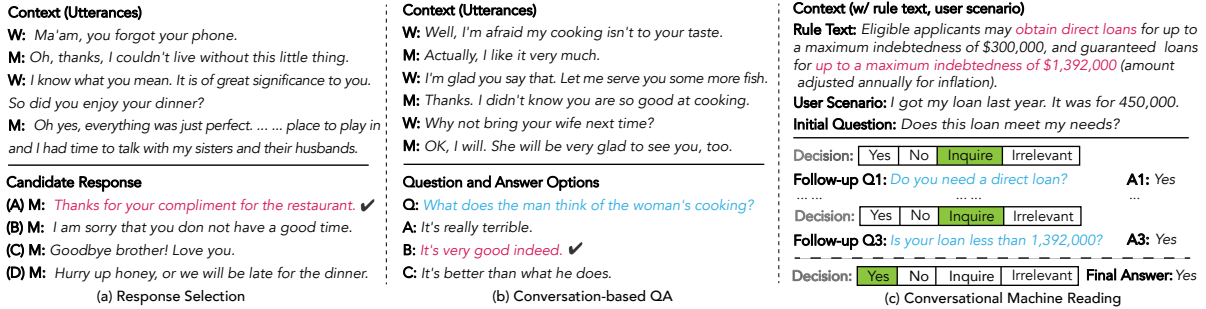 Context (Utterances)
W: Ma'am, you forgot your phone.
M: Oh, thanks, I couldn't live without this little thing.
W: I know what you mean. It is of great significance to you.
So did you enjoy your dinner?
M: Oh yes, everything was just perfect. ... ... place to play in
and I had time to talk with my sisters and their husbands.
Candidate Response
(A) M: Thanks for your compliment for the restaurant. ✔
(B) M: I am sorry that you don not have a good time.
(C) M: Goodbye brother! Love you.
(D) M: Hurry up honey, or we will be late for the dinner.
(a) Response Selection
Context (Utterances)
W: Well, I'm afraid my cooking isn't to your taste.
M: Actually, I like it very much.
W: I'm glad you say that. Let me serve you some more fish.
M: Thanks. I didn't know you are so good at cooking.
W: Why not bring your wife next time?
M: OK, I will. She will be very glad to see you, too.
Question and Answer Options
Q: What does the man think of the woman's cooking?
A: It's really terrible.
B: It's very good indeed. ✔
C: It's better than what he does.
(b) Conversation-based QA
Context (w/ rule text, user scenario)
Rule Text: Eligible applicants may obtain direct loans for up to
a maximum indebtedness of $300,000, and guaranteed loans
for up to a maximum indebtedness of $1,392,000 (amount
adjusted annually for inflation).
User Scenario: I got my loan last year. It was for 450,000.
Initial Question: Does this loan meet my needs?
Decision: Yes No Inquire Irrelevant
Follow-up Q1: Do you need a direct loan? A1: Yes
... ... ...
Decision: Yes No Inquire Irrelevant
Follow-up Q3: Is your loan less than 1,392,000? A3: Yes
Decision: Yes No Inquire Irrelevant Final Answer: Yes
(c) Conversational Machine Reading